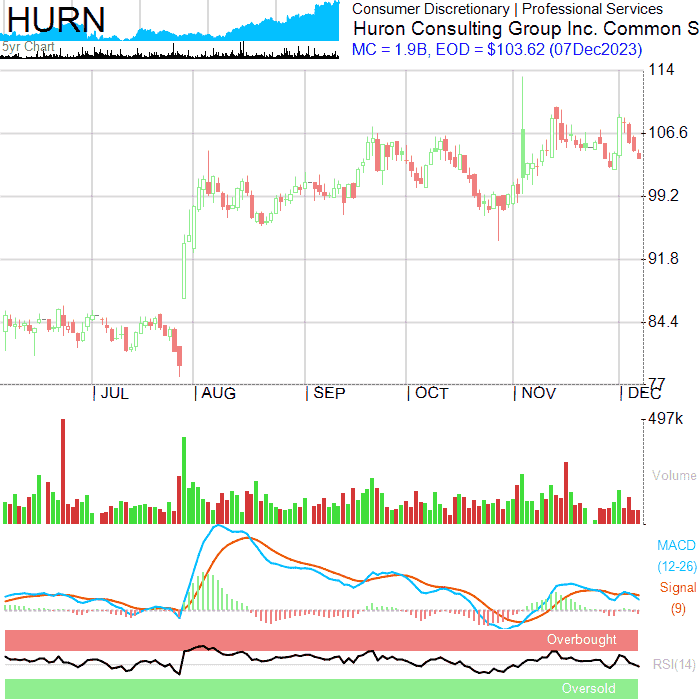 HURN
5yr Chart
Consumer Discretionary | Professional Services
Huron Consulting Group Inc. Common S
MC = 1.9B, EOD = $103.62 (07Dec2023)
114
106.6
99.2
91.8
84.4
77
JUL
AUG
SEP
OCT
NOV
DEC
497k
Volume
MACD
(12-26)
Signal
(9)
Overbought
RSI(14)
Oversold